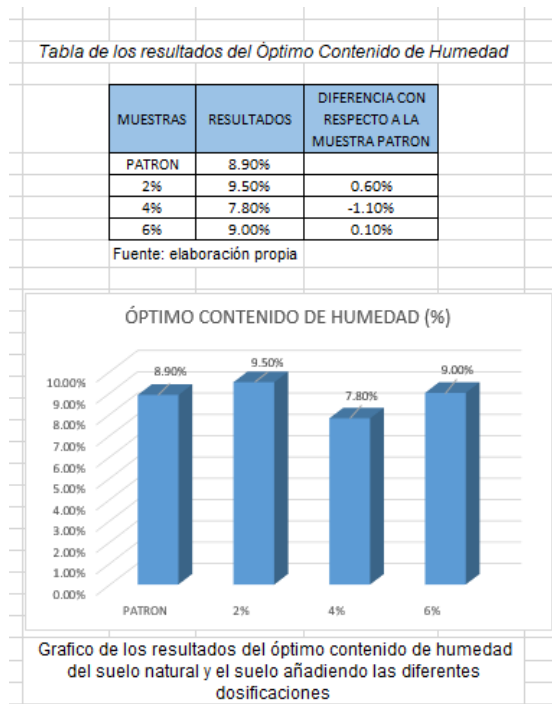 Tabla de los resultados del Óptimo Contenido de Humedad
MUESTRAS RESULTADOS DIFERENCIA CON RESPECTO A LA MUESTRA PATRON
PATRON 8.90%
2% 9.50% 0.60%
4% 7.80% -1.10%
6% 9.00% 0.10%
Fuente: elaboración propia
ÓPTIMO CONTENIDO DE HUMEDAD (%)
8.90% 9.50% 7.80% 9.00%
10.00%
9.00%
8.00%
7.00%
6.00%
5.00%
4.00%
3.00%
2.00%
1.00%
0.00%
PATRON 2% 4% 6%
Grafico de los resultados del óptimo contenido de humedad
del suelo natural y el suelo añadiendo las diferentes
dosificaciones